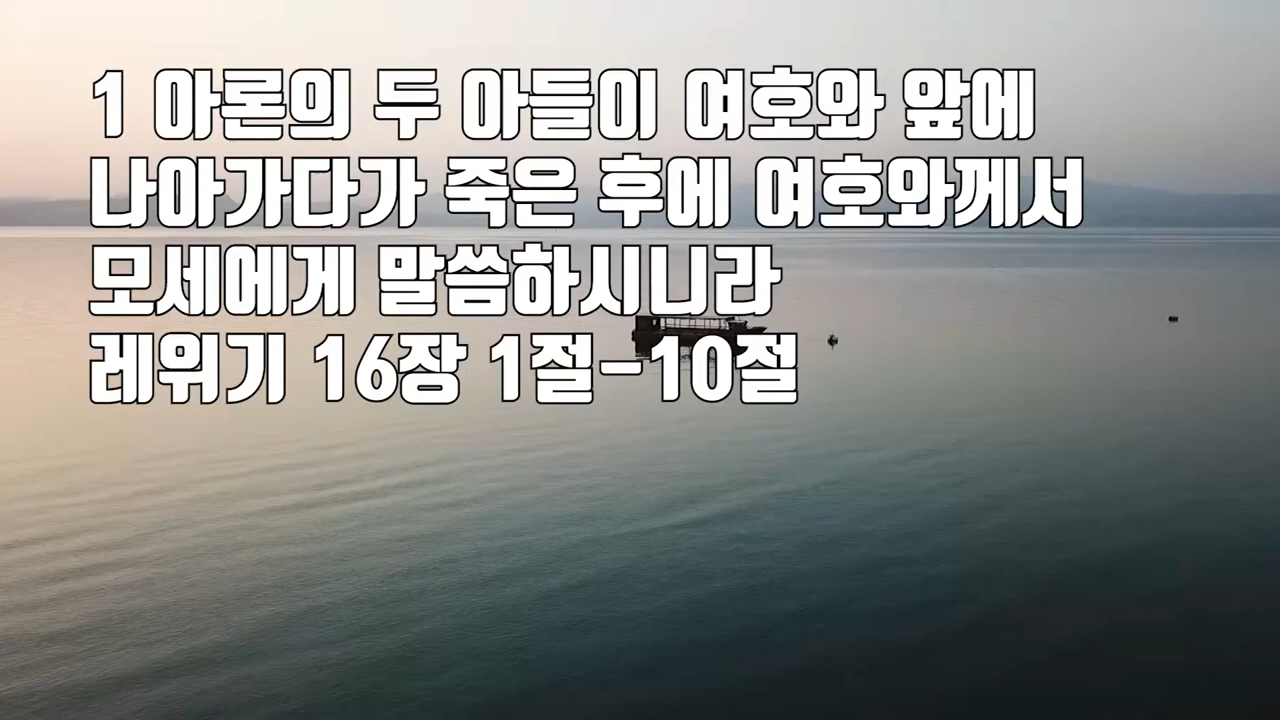 1 아론의 두 아들이 여호와 앞에
나아가다가 죽은 후에 여호와께서
모세에게 말씀하시니라
레위기 16장 1절-10절